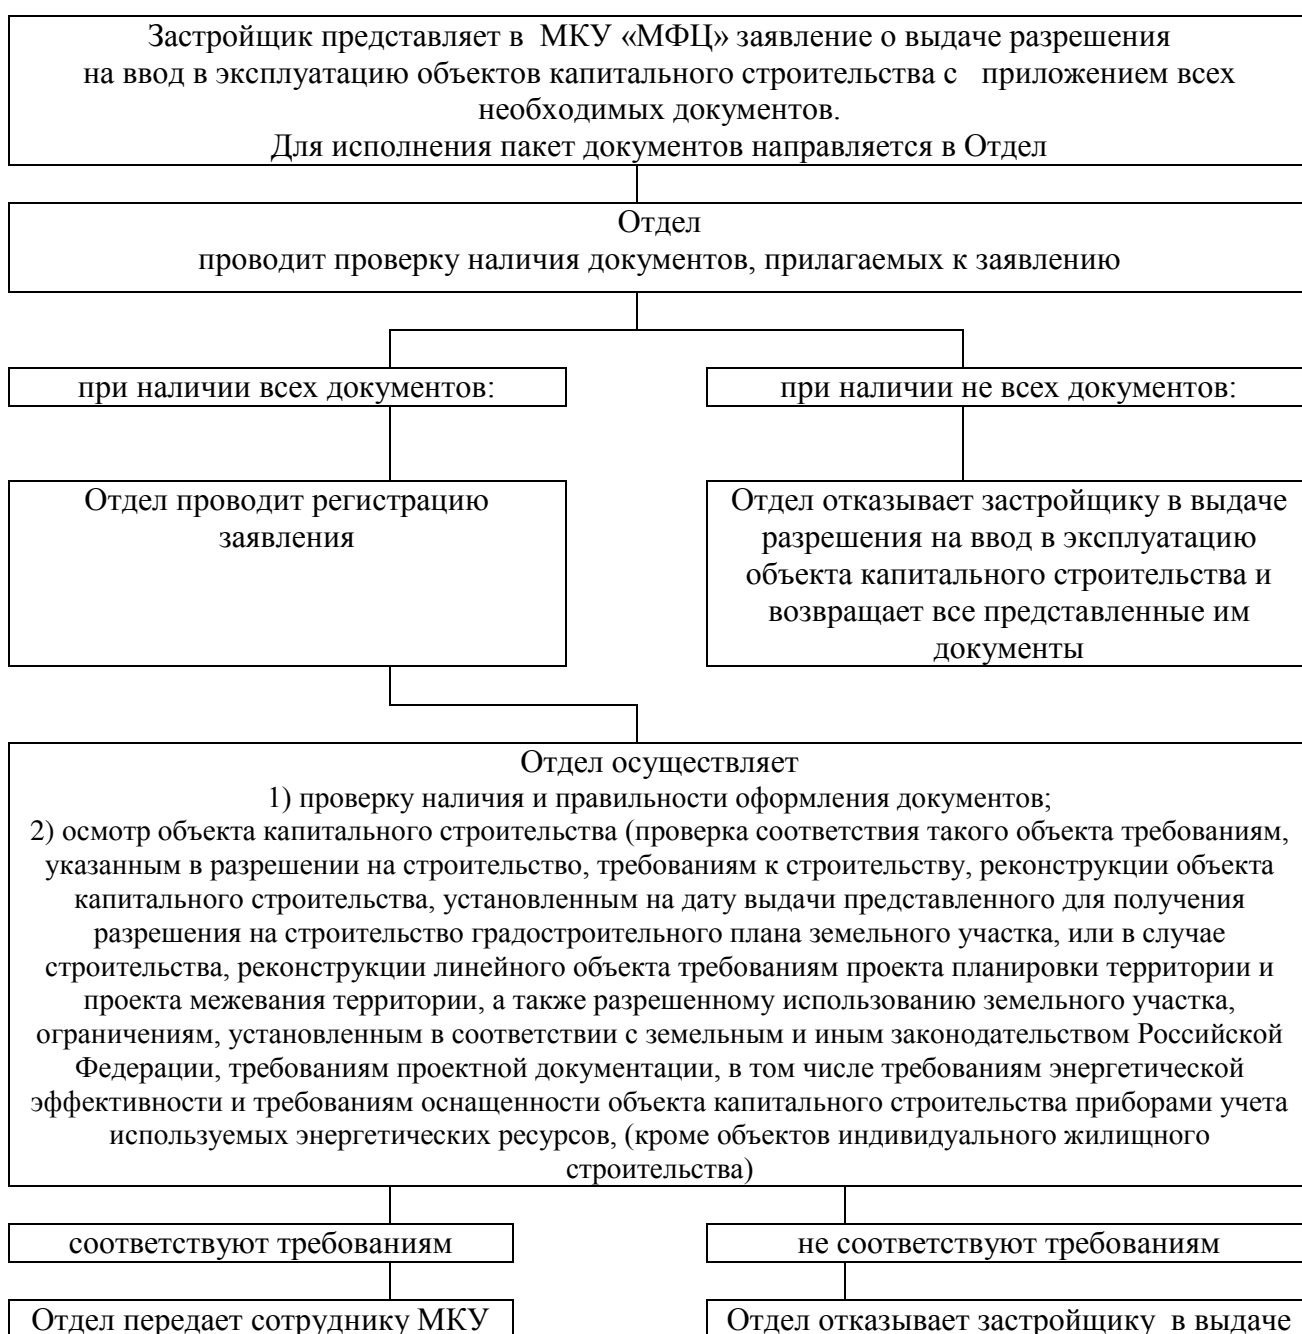 Застройщик представляет в МКУ «МФЦ» заявление о выдаче разрешения
на ввод в эксплуатацию объектов капитального строительства с приложением всех
необходимых документов.
Для исполнения пакет документов направляется в Отдел
Отдел
проводит проверку наличия документов, прилагаемых к заявлению
при наличии всех документов:
при наличии не всех документов:
Отдел проводит регистрацию
заявления
Отдел отказывает застройщику в выдаче
разрешения на ввод в эксплуатацию
объекта капитального строительства и
возвращает все представленные им
документы
Отдел осуществляет
1) проверку наличия и правильности оформления документов;
2) осмотр объекта капитального строительства (проверка соответствия такого объекта требованиям,
указанным в разрешении на строительство, требованиям к строительству, реконструкции объекта
капитального строительства, установленным на дату выдачи представленного для получения
разрешения на строительство градостроительного плана земельного участка, или в случае
строительства, реконструкции линейного объекта требованиям проекта планировки территории и
проекта межевания территории, а также разрешенному использованию земельного участка,
ограничениям, установленным в соответствии с земельным и иным законодательством Российской
Федерации, требованиям проектной документации, в том числе требованиям энергетической
эффективности и требованиям оснащенности объекта капитального строительства приборами учета
используемых энергетических ресурсов, (кроме объектов индивидуального жилищного
строительства)
соответствуют требованиям
не соответствуют требованиям
Отдел передает сотруднику МКУ
Отдел отказывает застройщику в выдаче